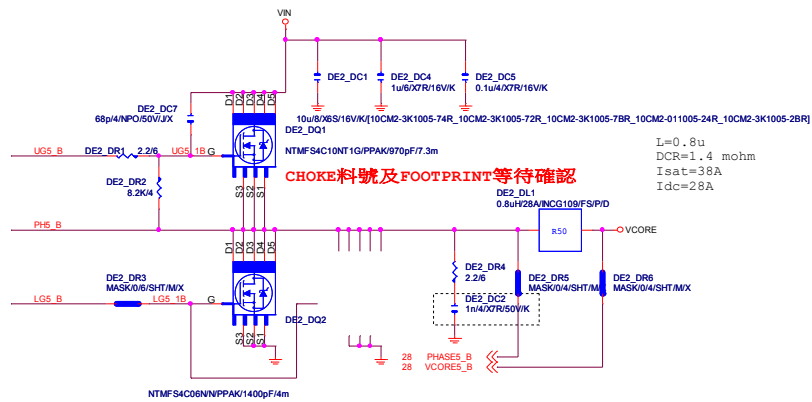 VIN
DE2_DC1
DE2_DC4
1u/6/X7R/16V/K
DE2_DC5
0.1u/4/X7R/16V/K
10u/8/X6S/16V/K/[10CM2-3K1005-74R_10CM2-3K1005-72R_10CM2-3K1005-7BR_10CM2-011005-24R_10CM2-3K1005-2BR]
DE2_DC7
68p/4/NPO/50V/J/X
D1
D2
D3
D4
D5
DE2_DQ1
NTMFS4C10NT1G/PPAK/970pF/7.3m
UG5_B
DE2_DR1
2.2/6
UG5_1B
G
S3
S2
S1
DE2_DR2
8.2K/4
CHOKE料號及FOOTPRINT等待確認
L=0.8u
DCR=1.4 mohm
Isat=38A
Idc=28A
DE2_DL1
0.8uH/28A/INCG109/FS/P/D
R50
VCORE
PH5_B
D1
D2
D3
D4
D5
LG5_B
DE2_DR3
MASK/0/6/SHT/M/X
LG5_1B
G
S3
S2
S1
DE2_DQ2
NTMFS4C06N/N/PPAK/1400pF/4m
DE2_DR4
2.2/6
DE2_DC2
1n/4/X7R/50V/K
DE2_DR5
MASK/0/4/SHT/M/X
DE2_DR6
MASK/0/4/SHT/M/X
28 PHASE5_B
28 VCORE5_B